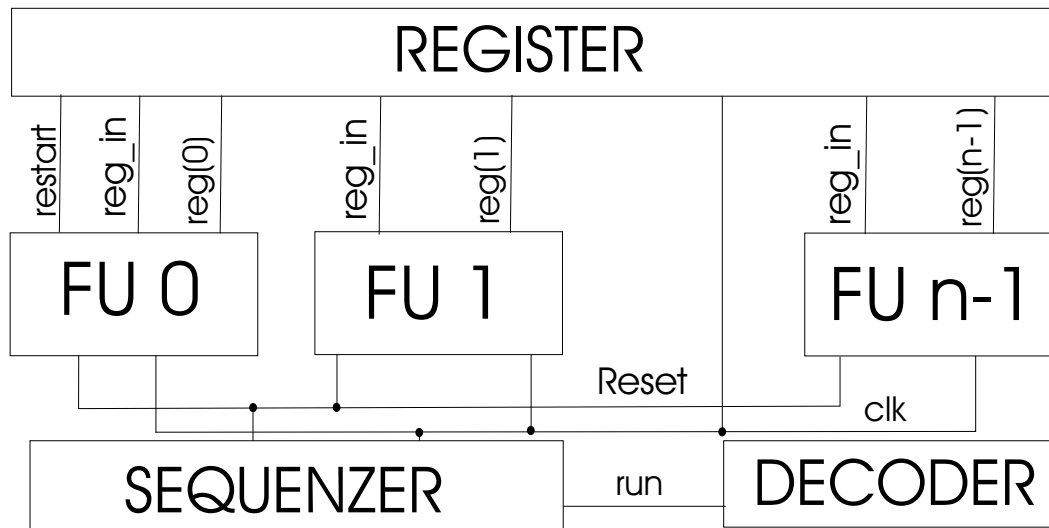 REGISTER
restart
reg_in
reg(0)
reg_in
reg(1)
reg_in
reg(n-1)
FU 0
FU 1
FU n-1
Reset
clk
SEQUENZER
run
DECODER